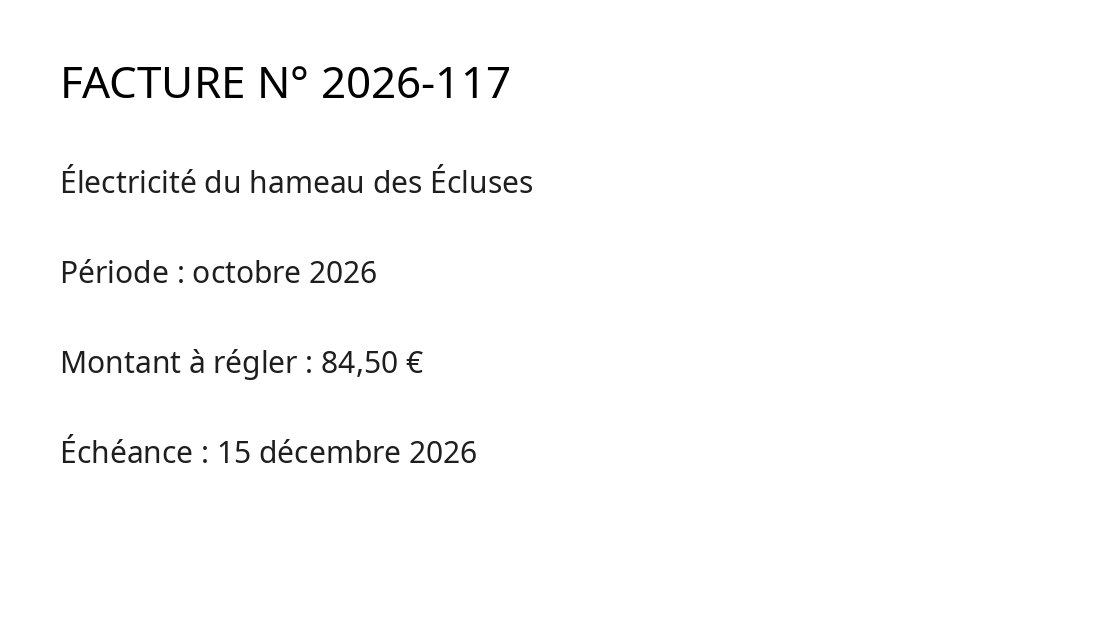 FACTURE N° 2026-117
Électricité du hameau des Écluses
Période : octobre 2026
Montant à régler : 84,50 €
Échéance : 15 décembre 2026